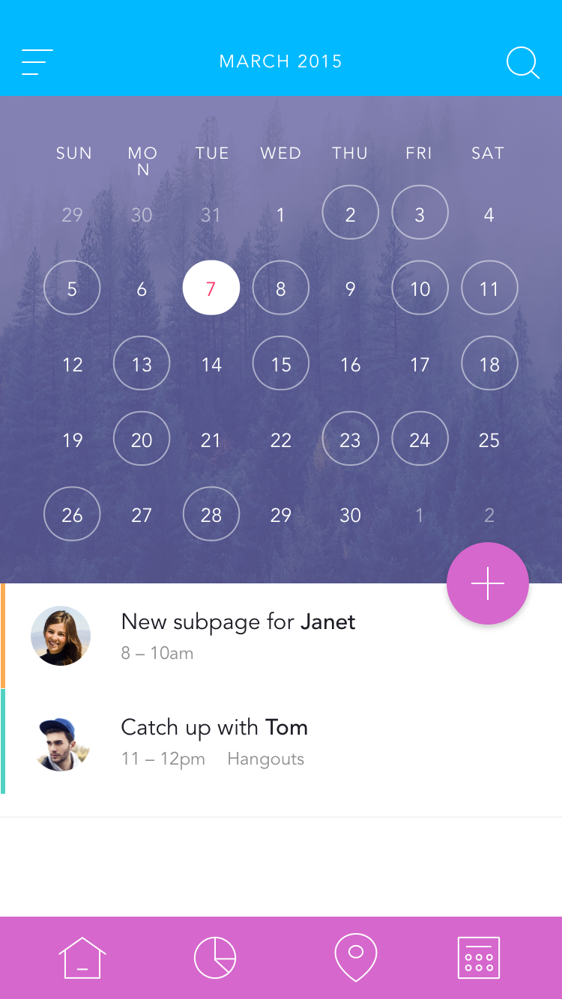 MARCH 2015
SUN MO TUE WED THU FRI SAT
N
29 30 31 1 2 3 4
5 6 7 8 9 10 11
12 13 14 15 16 17 18
19 20 21 22 23 24 25
26 27 28 29 30 1 2
New subpage for Janet
8 – 10am
Catch up with Tom
11 – 12pm Hangouts